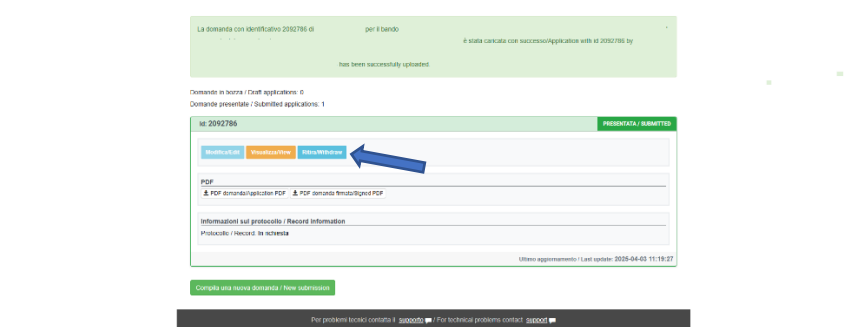 La domanda con identificativo 2092786 di per il bando
è stata caricata con successo/Application with id 2092786 by
has been successfully uploaded
Domande in bozza / Draft applications: 0
Domande presentate / Submitted applications: 1
id: 2092786 PRESENTATA / SUBMITTED
Modifica/Edit Visualizza/View Ritira/Withdraw
PDF
PDF domanda/Application PDF PDF domanda firmata/Signed PDF
Informazioni sul protocollo / Record information
Protocollo / Record: In richiesta
Ultimo aggiornamento / Last update: 2025-04-03 11:19:27
Compila una nuova domanda / New submission
Per problemi tecnici contatta il supporto / For technical problems contact support